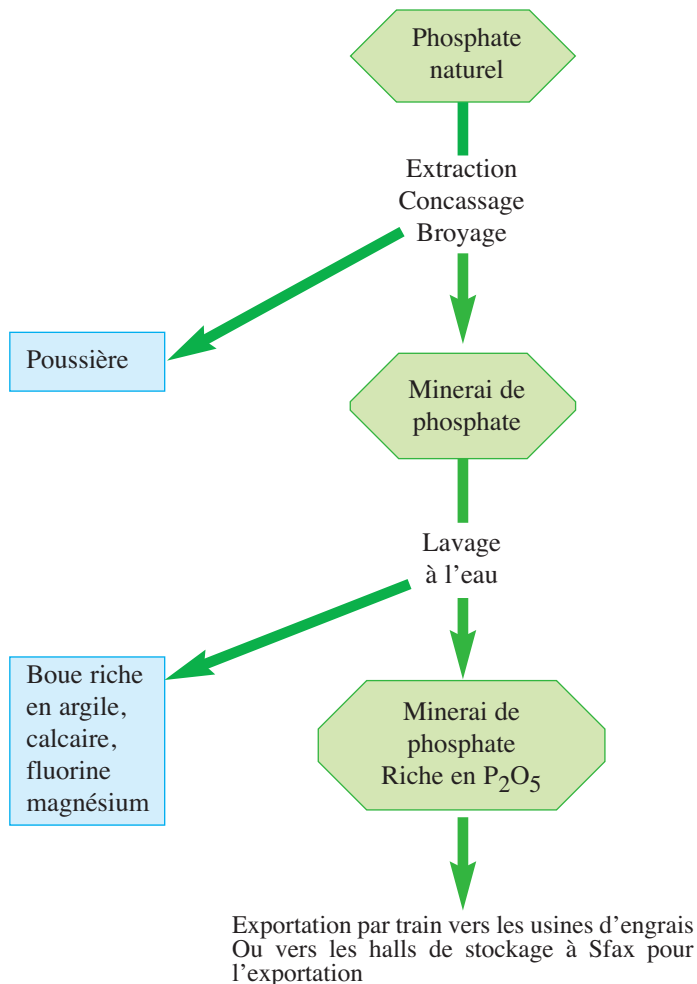 Phosphate
naturel
Extraction
Concassage
Broyage
Poussière
Minerai de
phosphate
Lavage
à l’eau
Boue riche
en argile,
calcaire,
fluorine
magnésium
Minerai de
phosphate
Riche en P₂O₅
Exportation par train vers les usines d’engrais
Ou vers les halls de stockage à Sfax pour
l’exportation